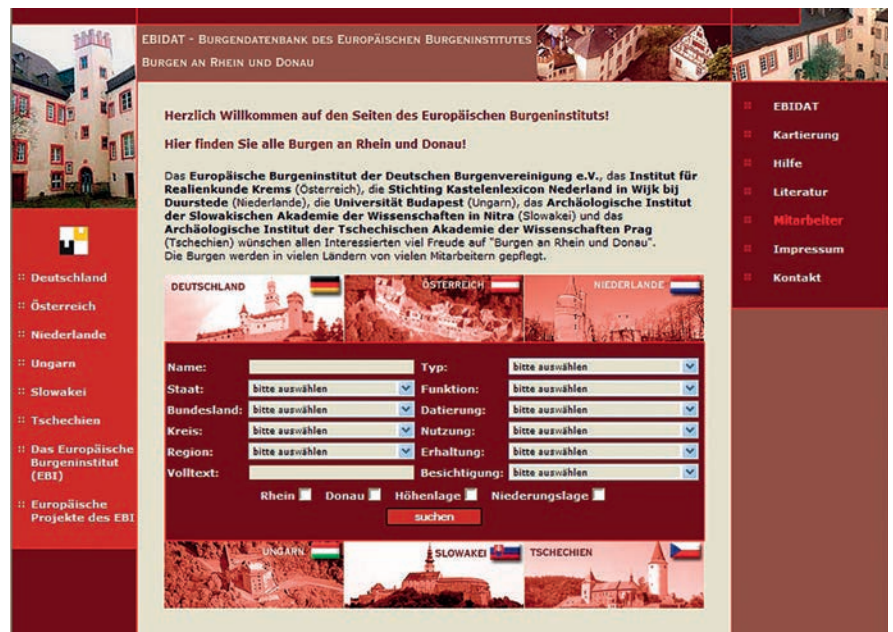 EBIDAT - BURGENDATENBANK DES EUROPÄISCHEN BURGENINSTITUTES
BURGEN AN RHEIN UND DONAU
Herzlich Willkommen auf den Seiten des Europäischen Burgeninstituts!
Hier finden Sie alle Burgen an Rhein und Donau!
Das Europäische Burgeninstitut der Deutschen Burgenvereinigung e.V., das Institut für
Realienkunde Krems (Österreich), die Stichting Kastelenlexicon Nederland in Wijk bij
Duurstede (Niederlande), die Universität Budapest (Ungarn), das Archäologische Institut
der Slowakischen Akademie der Wissenschaften in Nitra (Slowakei) und das
Archäologische Institut der Tschechischen Akademie der Wissenschaften Prag
(Tschechien) wünschen allen Interessierten viel Freude auf "Burgen an Rhein und Donau".
Die Burgen werden in vielen Ländern von vielen Mitarbeitern gepflegt.
Deutschland
Österreich
Niederlande
Ungarn
Slowakei
Tschechien
Das Europäische
Burgeninstitut
(EBI)
Europäische
Projekte des EBI
DEUTSCHLAND
ÖSTERREICH
NIEDERLANDE
Name: Typ: bitte auswählen
Staat: bitte auswählen Funktion: bitte auswählen
Bundesland: bitte auswählen Datierung: bitte auswählen
Kreis: bitte auswählen Nutzung: bitte auswählen
Region: bitte auswählen Erhaltung: bitte auswählen
Volltext: Besichtigung: bitte auswählen
Rhein Donau Höhenlage Niederungslage
suchen
UNGARN
SLOWAKEI
TSCHECHIEN
EBIDAT
Kartierung
Hilfe
Literatur
Mitarbeiter
Impressum
Kontakt